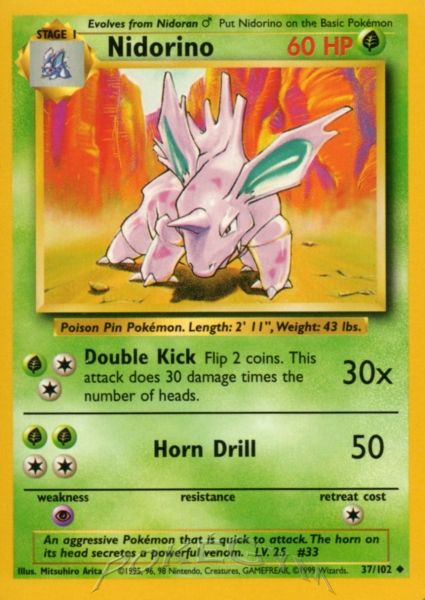 Evolves from Nidoran ♂ Put Nidorino on the Basic Pokémon
STAGE 1
Nidorino 60 HP
Poison Pin Pokémon. Length: 2' 11", Weight: 43 lbs.
Double Kick Flip 2 coins. This
attack does 30 damage times the
number of heads.
30x
Horn Drill 50
weakness resistance retreat cost
An aggressive Pokémon that is quick to attack. The horn on
its head secretes a powerful venom. LV. 25 #33
Illus. Mitsuhiro Arita ©1995, 96, 98 Nintendo, Creatures, GAMEFREAK. ©1999 Wizards. 37/102 ◆